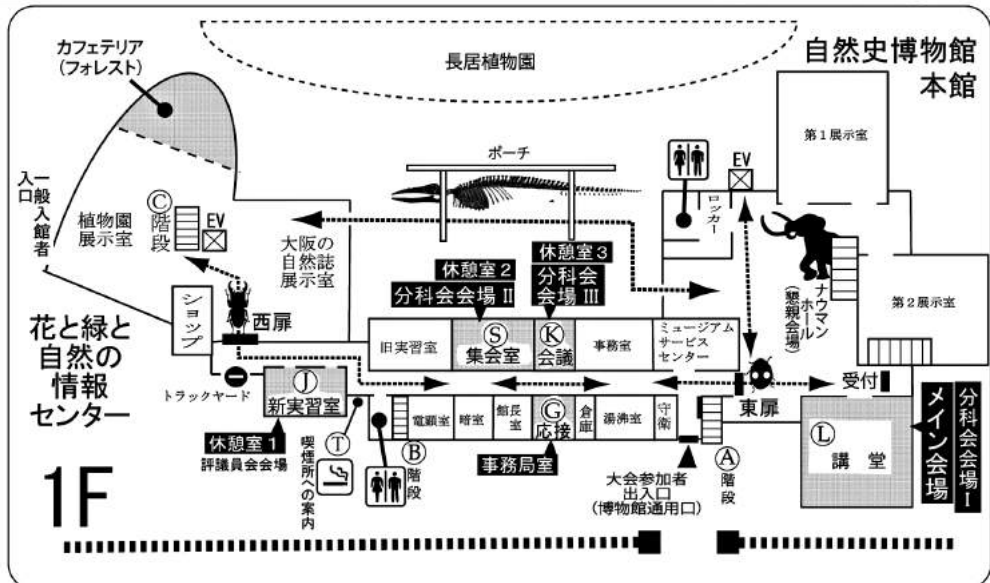 カフェテリア
(フォレスト)
長居植物園
自然史博物館
本館
第1展示室
ポーチ
EV
ロッカー
一般入館者
入口
植物園
展示室
Ⓒ階段
EV
大阪の
自然誌
展示室
休憩室2
分科会会場Ⅱ
休憩室3
分科会
会場Ⅲ
ナウマン
ホール
(懇親会場)
第2展示室
ショップ
西扉
旧実習室
Ⓢ
集会室
Ⓚ
会議
事務室
ミュージアム
サービス
センター
花と緑と
自然の
情報
センター
トラックヤード
Ⓙ
新実習室
受付
東扉
休憩室1
評議員会会場
Ⓣ
喫煙所への案内
電顕室
暗室
館長室
Ⓖ
応接
倉庫
湯沸室
守衛
Ⓑ
階段
事務局室
大会参加者
出入口
(博物館通用口)
Ⓐ
階段
Ⓛ
講堂
メイン会場
分科会会場Ⅰ
1F